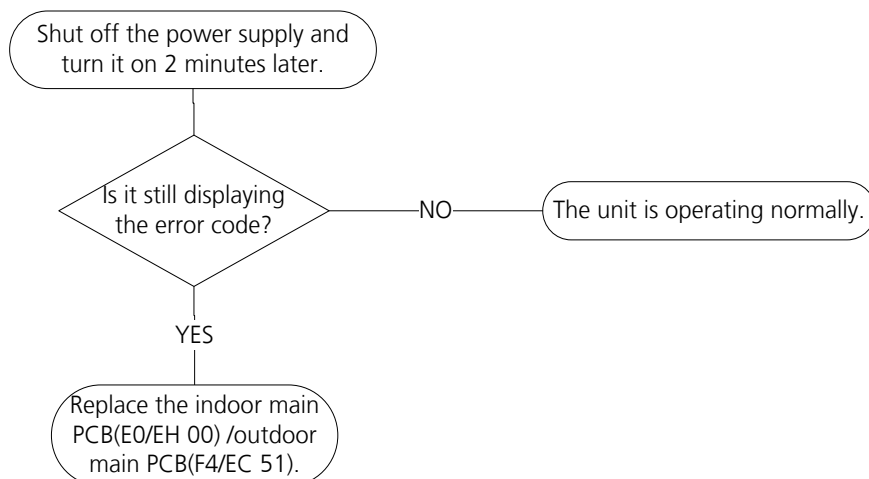 Shut off the power supply and
turn it on 2 minutes later.
Is it still displaying
the error code?
NO
The unit is operating normally.
YES
Replace the indoor main
PCB(E0/EH 00) /outdoor
main PCB(F4/EC 51).